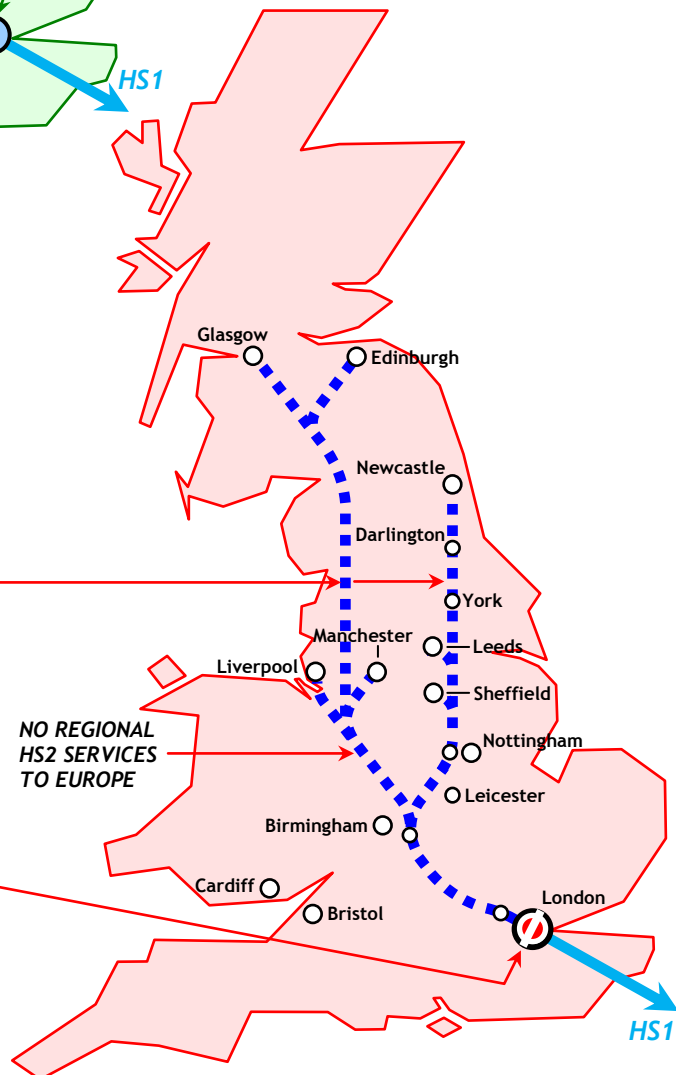 HS1
Glasgow
Edinburgh
Newcastle
Darlington
York
Manchester
Leeds
Liverpool
Sheffield
NO REGIONAL
HS2 SERVICES
TO EUROPE
Nottingham
Leicester
Birmingham
Cardiff
London
Bristol
HS1